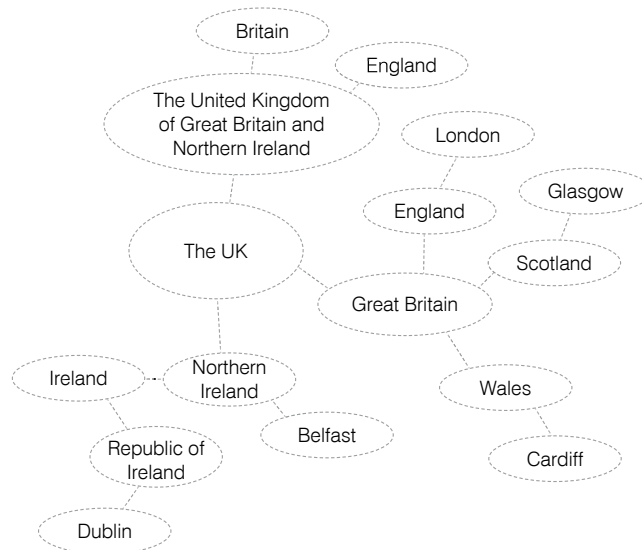 Britain
England
The United Kingdom
of Great Britain and
Northern Ireland
London
Glasgow
England
The UK
Scotland
Great Britain
Ireland
Northern
Ireland
Wales
Belfast
Republic of
Ireland
Cardiff
Dublin